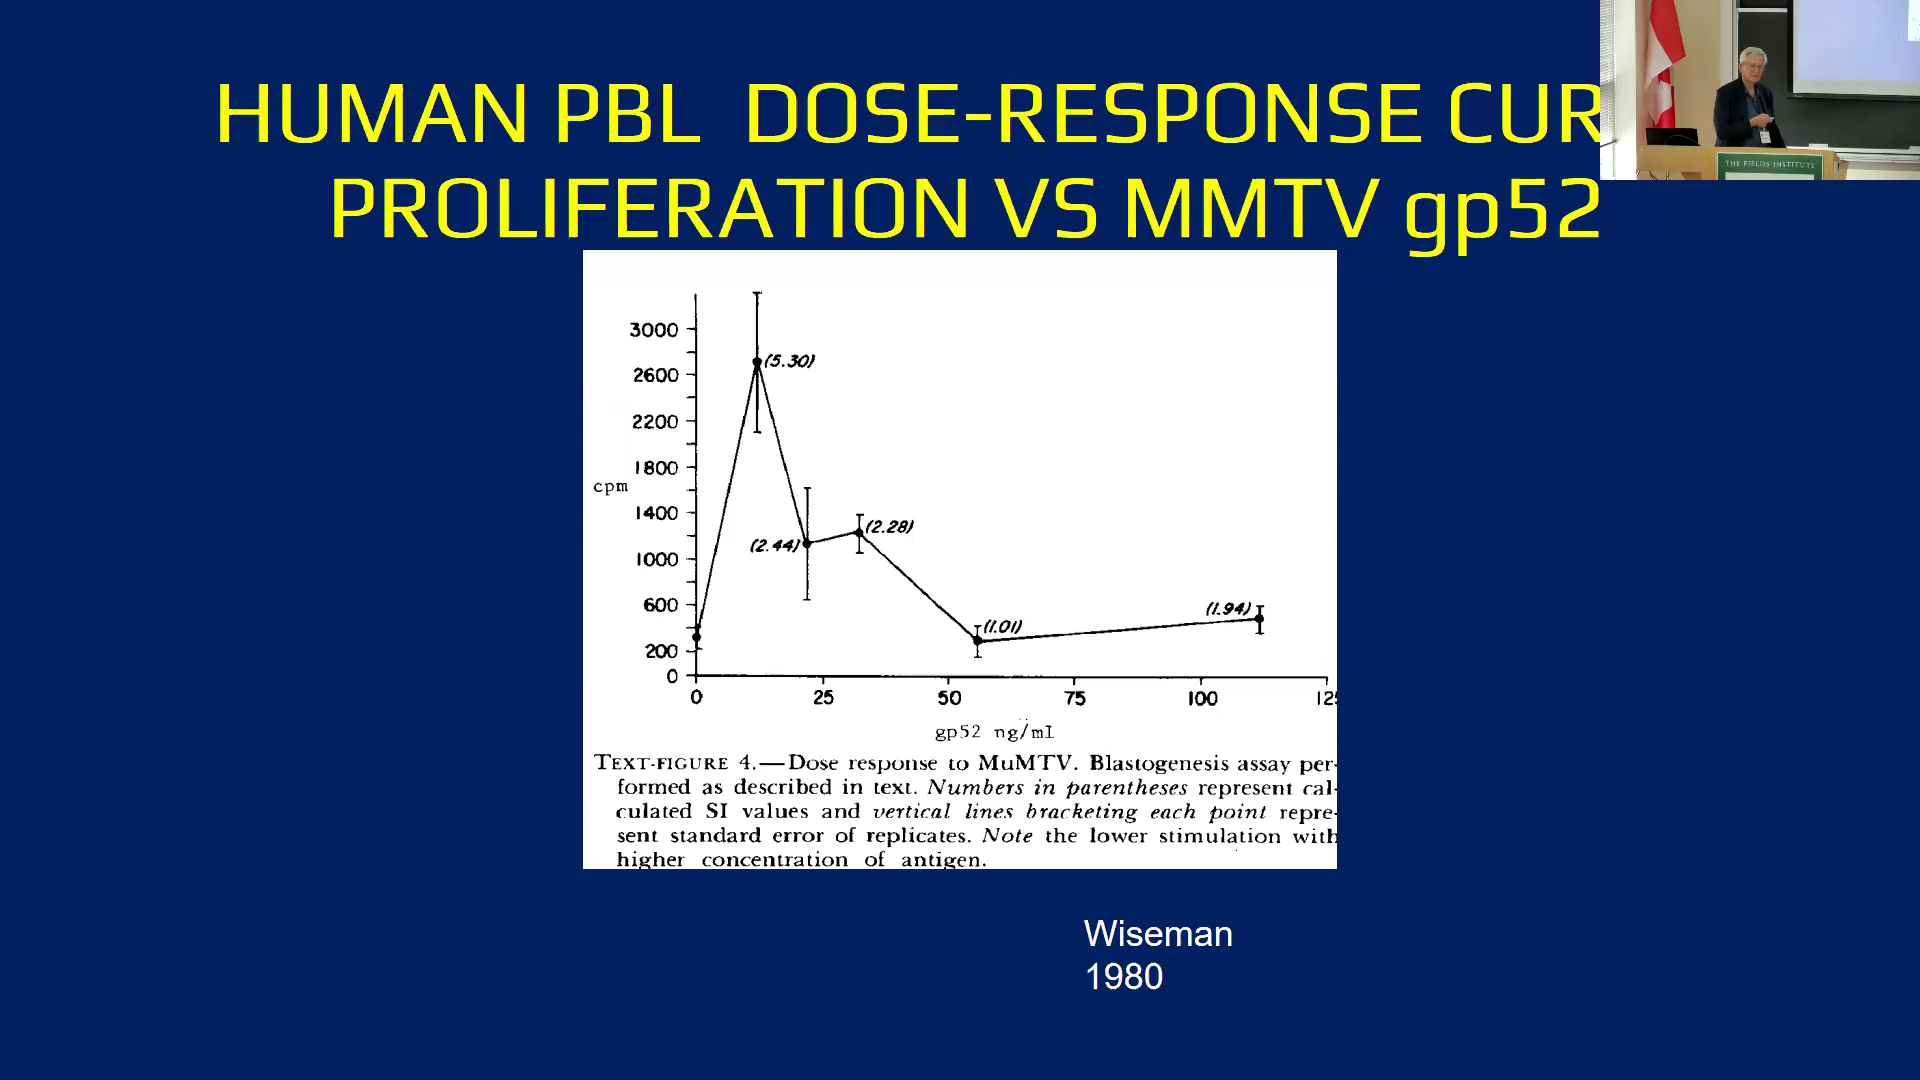 HUMAN PBL DOSE-RESPONSE CUR
PROLIFERATION VS MMTV gp52
THE FIELDS INSTITUTE
3000
2600
2200
1800
cpm
1400
1000
600
200
0
(5.30)
(2.44)
(2.28)
(1.01)
(1.94)
0 25 50 75 100 125
gp52 ng/ml
TEXT-FIGURE 4.—Dose response to MuMTV. Blastogenesis assay per-
formed as described in text. Numbers in parentheses represent cal-
culated SI values and vertical lines bracketing each point repre-
sent standard error of replicates. Note the lower stimulation with
higher concentration of antigen.
Wiseman
1980